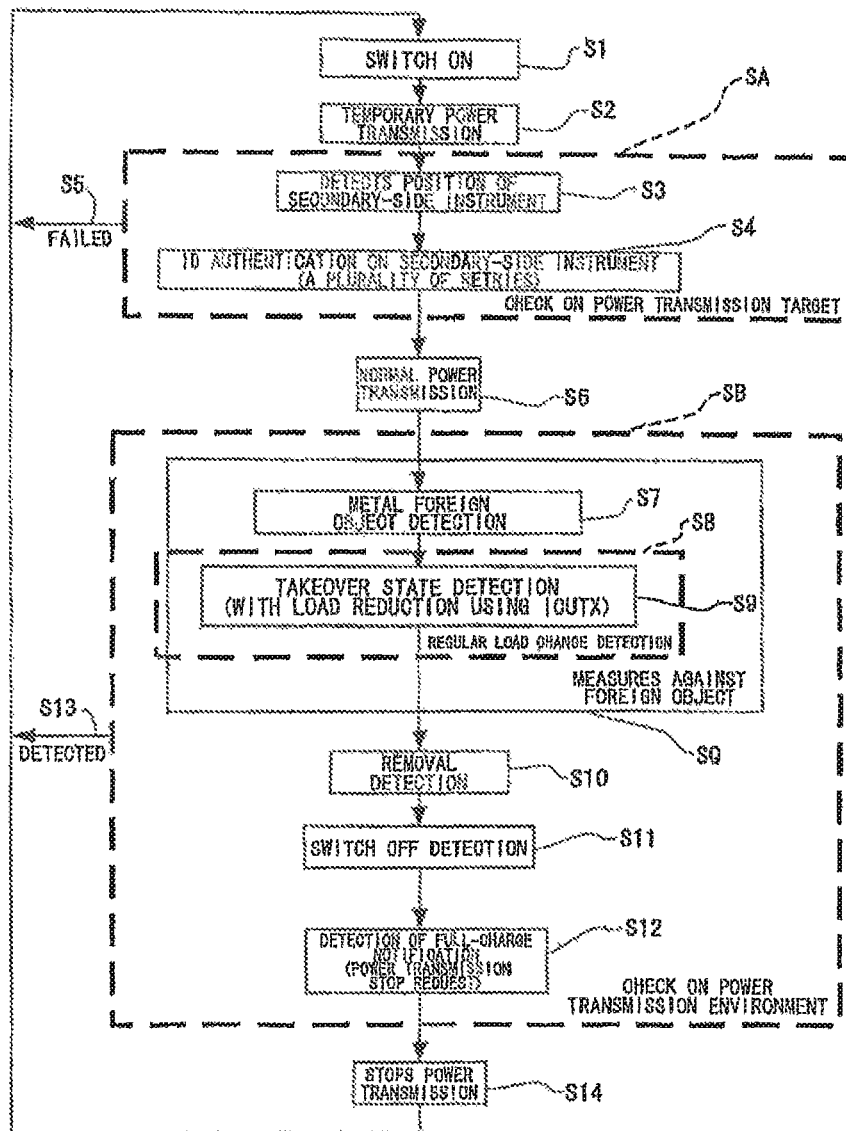 SWITCH ON
S1
SA
TEMPORARY POWER
TRANSMISSION
S2
DETECTS POSITION OF
SECONDARY-SIDE INSTRUMENT
S3
S5
FAILED
S4
ID AUTHENTICATION ON SECONDARY-SIDE INSTRUMENT
(A PLURALITY OF RETRIES)
CHECK ON POWER TRANSMISSION TARGET
NORMAL POWER
TRANSMISSION
S6
SB
METAL FOREIGN
OBJECT DETECTION
S7
SB
TAKEOVER STATE DETECTION
(WITH LOAD REDUCTION USING IOUTX)
S9
REGULAR LOAD CHANGE DETECTION
MEASURES AGAINST
FOREIGN OBJECT
S13
DETECTED
SQ
REMOVAL
DETECTION
S10
SWITCH OFF DETECTION
S11
DETECTION OF FULL-CHARGE
NOTIFICATION
(POWER TRANSMISSION
STOP REQUEST)
S12
CHECK ON POWER
TRANSMISSION ENVIRONMENT
STOPS POWER
TRANSMISSION
S14